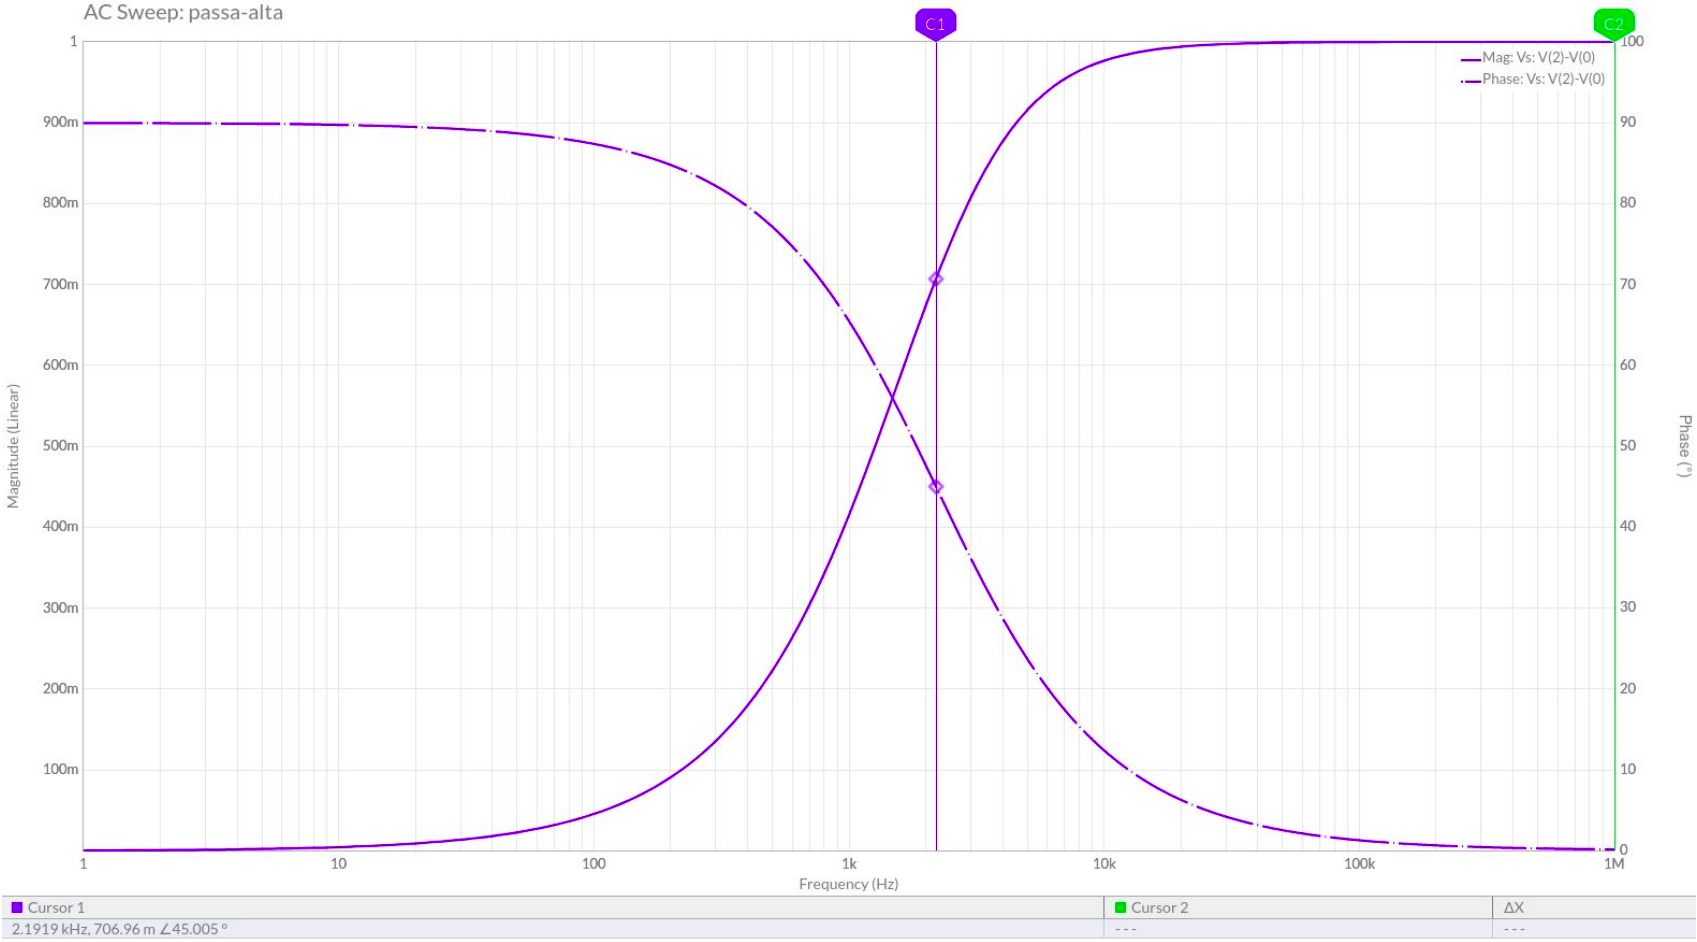 AC Sweep: passa-alta
C1
C2
1
900m
800m
700m
600m
500m
400m
300m
200m
100m
Magnitude (Linear)
100
90
80
70
60
50
40
30
20
10
0
Phase (°)
Mag: Vs: V(2)-V(0)
Phase: Vs: V(2)-V(0)
1 10 100 1k 10k 100k 1M
Frequency (Hz)
Cursor 1 Cursor 2 ΔX
2.1919 kHz, 706.96 m ∠45.005 ° --- ---